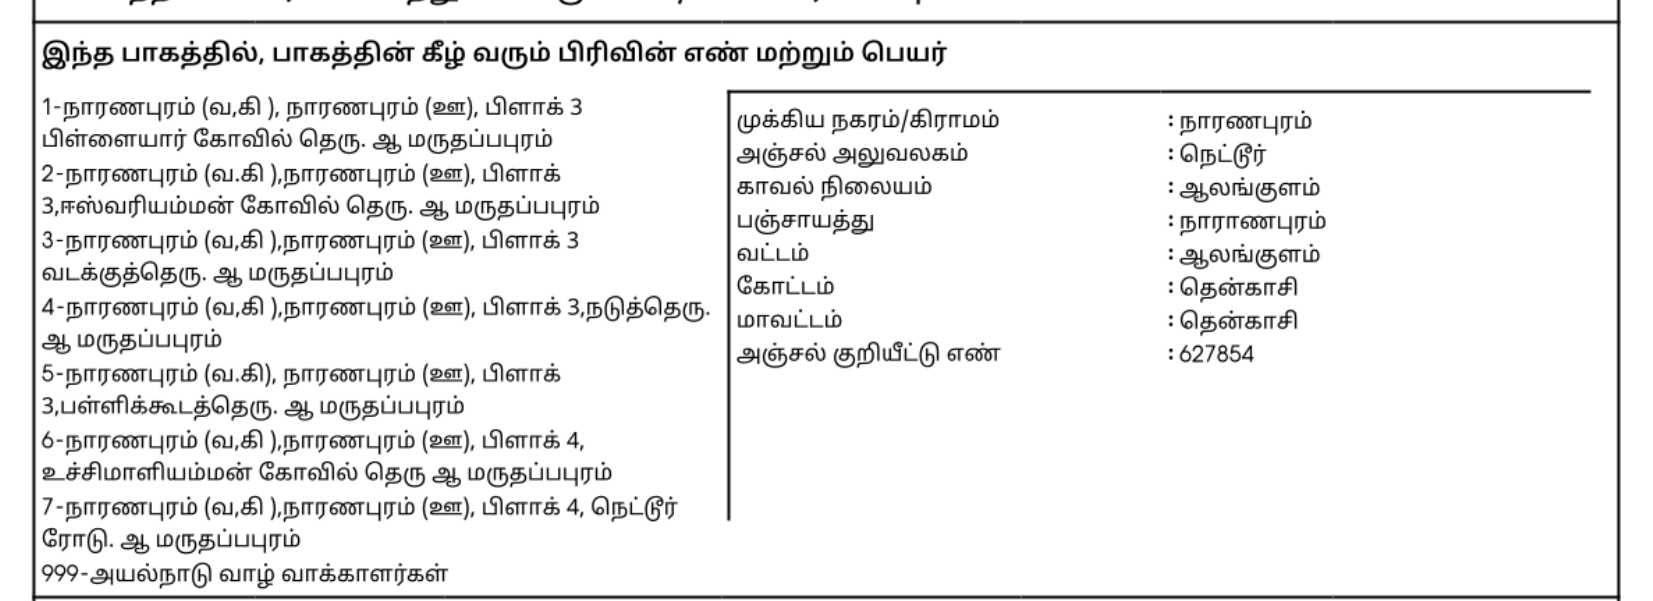 இந்த பாகத்தில், பாகத்தின் கீழ் வரும் பிரிவின் எண் மற்றும் பெயர்
1-நாரணபுரம் (வ,கி ), நாரணபுரம் (ஊ), பிளாக் 3
பிள்ளையார் கோவில் தெரு. ஆ மருதப்பபுரம்
2-நாரணபுரம் (வ.கி ),நாரணபுரம் (ஊ), பிளாக்
3,ஈஸ்வரியம்மன் கோவில் தெரு. ஆ மருதப்பபுரம்
3-நாரணபுரம் (வ,கி ),நாரணபுரம் (ஊ), பிளாக் 3
வடக்குத்தெரு. ஆ மருதப்பபுரம்
4-நாரணபுரம் (வ,கி ),நாரணபுரம் (ஊ), பிளாக் 3,நடுத்தெரு.
ஆ மருதப்பபுரம்
5-நாரணபுரம் (வ.கி), நாரணபுரம் (ஊ), பிளாக்
3,பள்ளிக்கூடத்தெரு. ஆ மருதப்பபுரம்
6-நாரணபுரம் (வ,கி ),நாரணபுரம் (ஊ), பிளாக் 4,
உச்சிமாளியம்மன் கோவில் தெரு ஆ மருதப்பபுரம்
7-நாரணபுரம் (வ,கி ),நாரணபுரம் (ஊ), பிளாக் 4, நெட்டூர்
ரோடு. ஆ மருதப்பபுரம்
999-அயல்நாடு வாழ் வாக்காளர்கள்
முக்கிய நகரம்/கிராமம் : நாரணபுரம்
அஞ்சல் அலுவலகம் : நெட்டூர்
காவல் நிலையம் : ஆலங்குளம்
பஞ்சாயத்து : நாராணபுரம்
வட்டம் : ஆலங்குளம்
கோட்டம் : தென்காசி
மாவட்டம் : தென்காசி
அஞ்சல் குறியீட்டு எண் : 627854